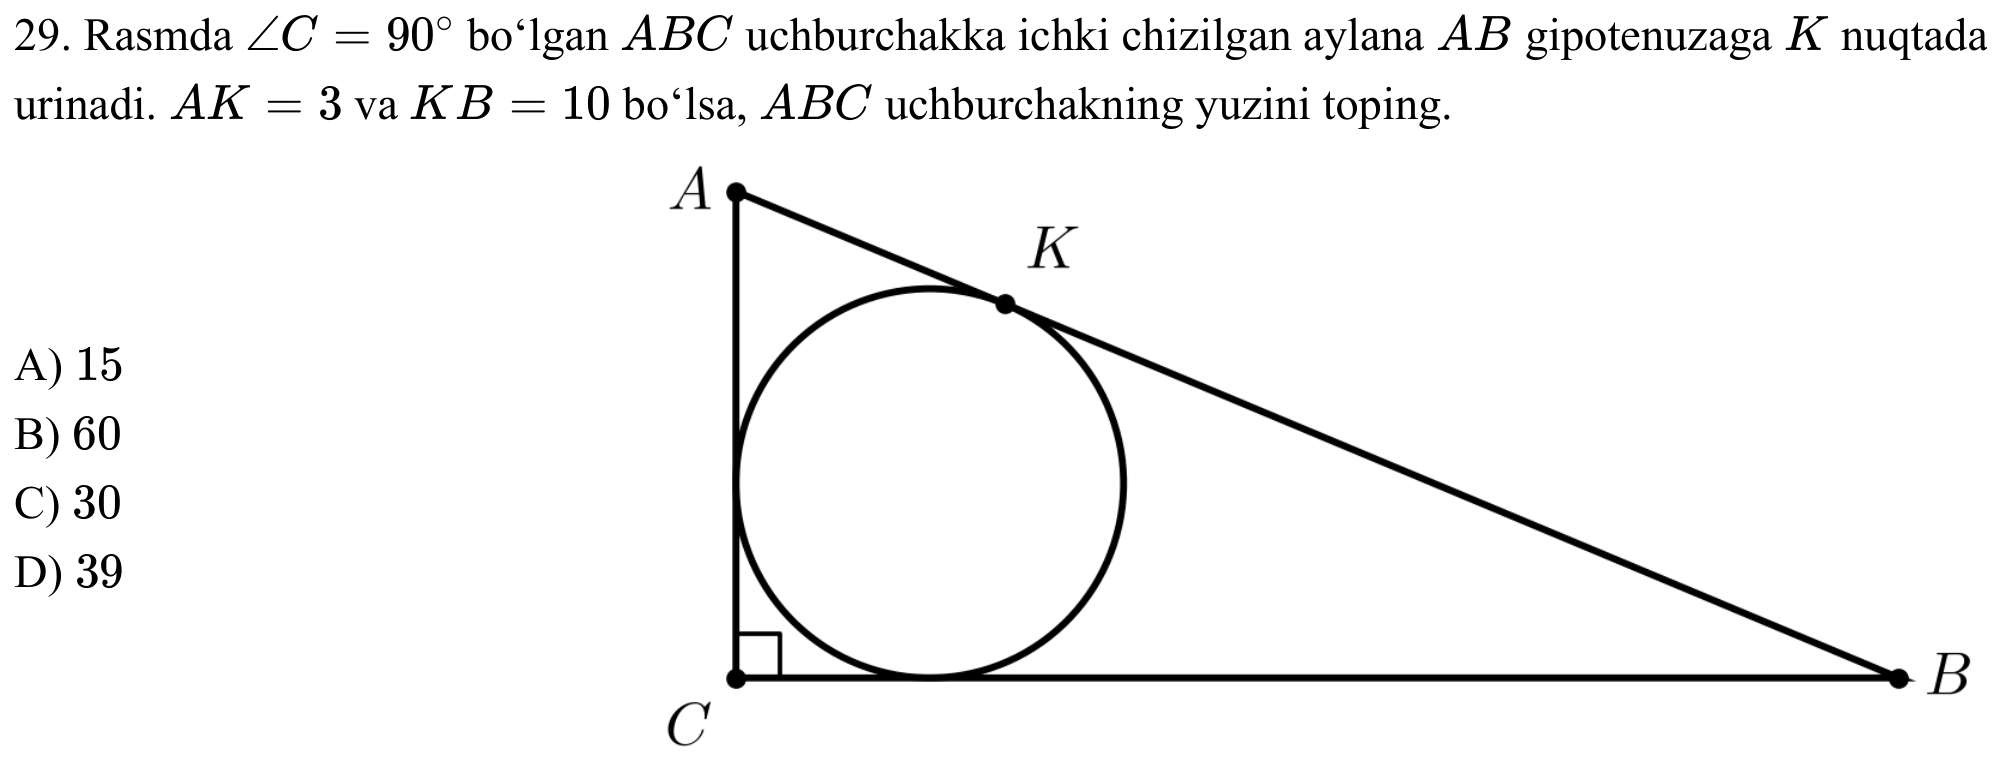 29. Rasmda ∠C = 90° bo‘lgan ABC uchburchakka ichki chizilgan aylana AB gipotenuzaga K nuqtada
urinadi. AK = 3 va KB = 10 bo‘lsa, ABC uchburchakning yuzini toping.
A
K
A) 15
B) 60
C) 30
D) 39
B
C